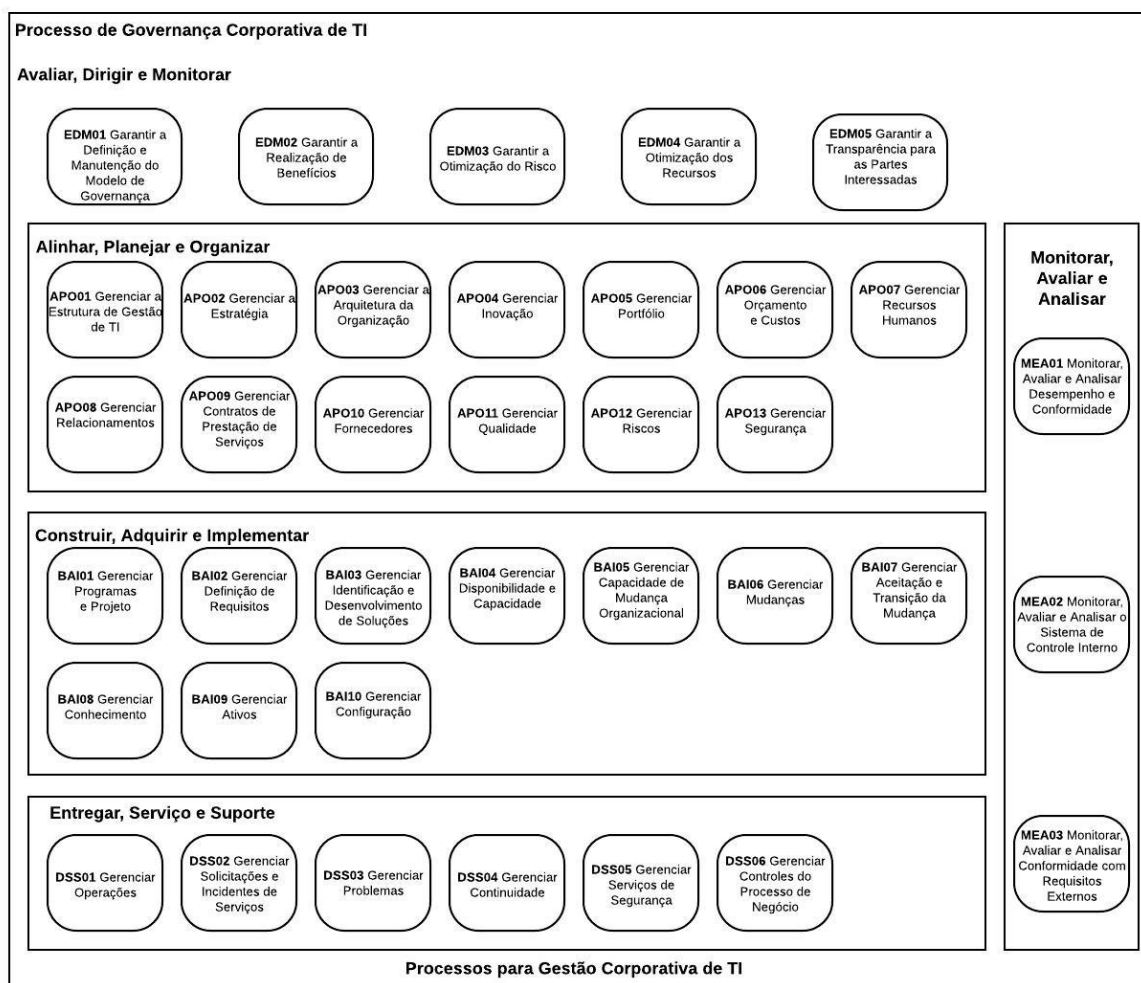 Processo de Governança Corporativa de TI
Avaliar, Dirigir e Monitorar
EDM01 Garantir a
Definição e
Manutenção do
Modelo de
Governança
EDM02 Garantir a
Realização de
Benefícios
EDM03 Garantir a
Otimização do Risco
EDM04 Garantir a
Otimização dos
Recursos
EDM05 Garantir a
Transparência para
as Partes
Interessadas
Alinhar, Planejar e Organizar
APO01 Gerenciar a
Estrutura de Gestão
de TI
APO02 Gerenciar a
Estratégia
APO03 Gerenciar a
Arquitetura da
Organização
APO04 Gerenciar
Inovação
APO05 Gerenciar
Portfólio
APO06 Gerenciar
Orçamento
e Custos
APO07 Gerenciar
Recursos
Humanos
APO08 Gerenciar
Relacionamentos
APO09 Gerenciar
Contratos de
Prestação de
Serviços
APO10 Gerenciar
Fornecedores
APO11 Gerenciar
Qualidade
APO12 Gerenciar
Riscos
APO13 Gerenciar
Segurança
Construir, Adquirir e Implementar
BAI01 Gerenciar
Programas
e Projeto
BAI02 Gerenciar
Definição de
Requisitos
BAI03 Gerenciar
Identificação e
Desenvolvimento
de Soluções
BAI04 Gerenciar
Disponibilidade e
Capacidade
BAI05 Gerenciar
Capacidade de
Mudança
Organizacional
BAI06 Gerenciar
Mudanças
BAI07 Gerenciar
Aceitação e
Transição da
Mudança
BAI08 Gerenciar
Conhecimento
BAI09 Gerenciar
Ativos
BAI10 Gerenciar
Configuração
Entregar, Serviço e Suporte
DSS01 Gerenciar
Operações
DSS02 Gerenciar
Solicitações e
Incidentes de
Serviços
DSS03 Gerenciar
Problemas
DSS04 Gerenciar
Continuidade
DSS05 Gerenciar
Serviços de
Segurança
DSS06 Gerenciar
Controles do
Processo de
Negócio
Monitorar,
Avaliar e
Analisar
MEA01 Monitorar,
Avaliar e Analisar
Desempenho e
Conformidade
MEA02 Monitorar,
Avaliar e Analisar o
Sistema de
Controle Interno
MEA03 Monitorar,
Avaliar e Analisar
Conformidade com
Requisitos
Externos
Processos para Gestão Corporativa de TI